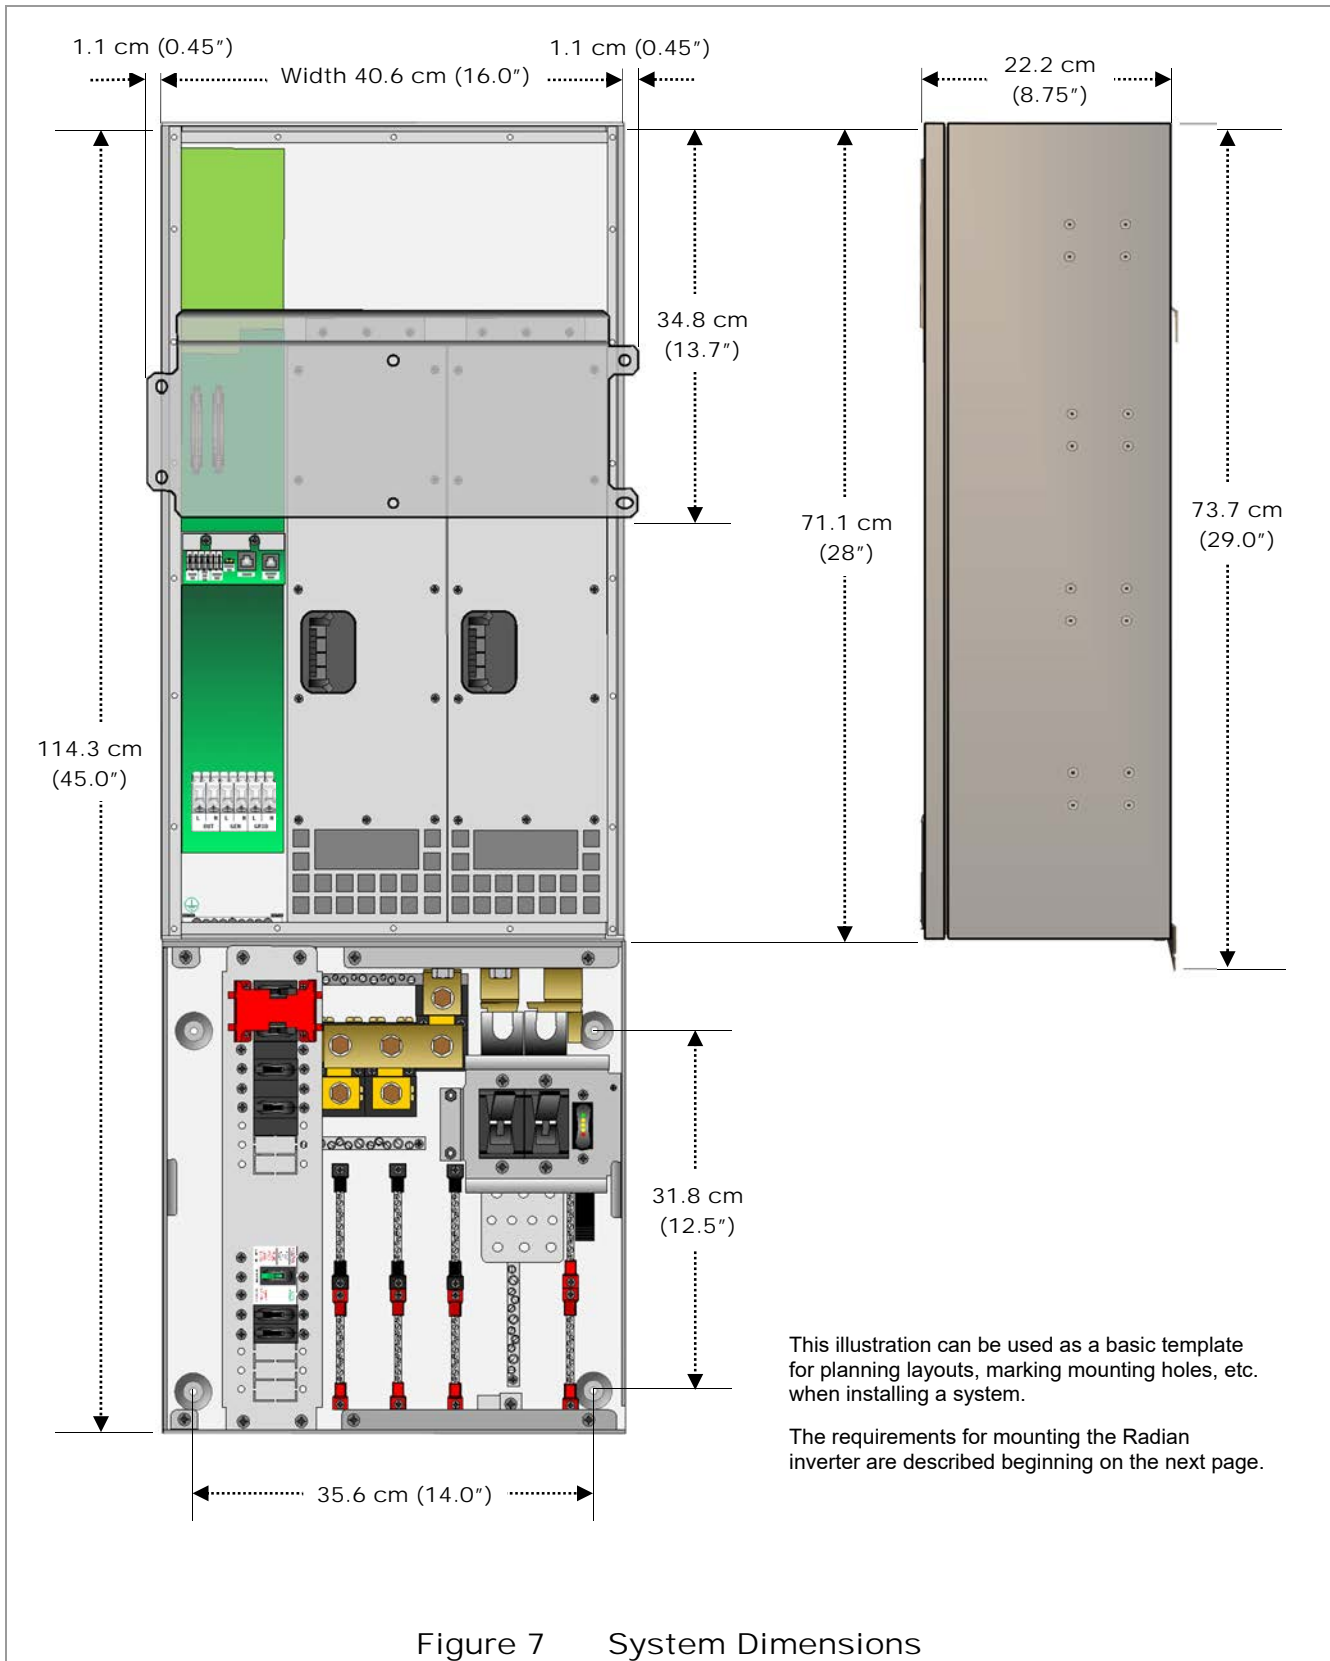 1.1 cm (0.45″)
1.1 cm (0.45″)
Width 40.6 cm (16.0″)
22.2 cm
(8.75″)
34.8 cm
(13.7″)
71.1 cm
(28″)
73.7 cm
(29.0″)
114.3 cm
(45.0″)
L N L N L N
OUT GEN GRID
31.8 cm
(12.5″)
This illustration can be used as a basic template
for planning layouts, marking mounting holes, etc.
when installing a system.
The requirements for mounting the Radian
inverter are described beginning on the next page.
35.6 cm (14.0″)
Figure 7 System Dimensions